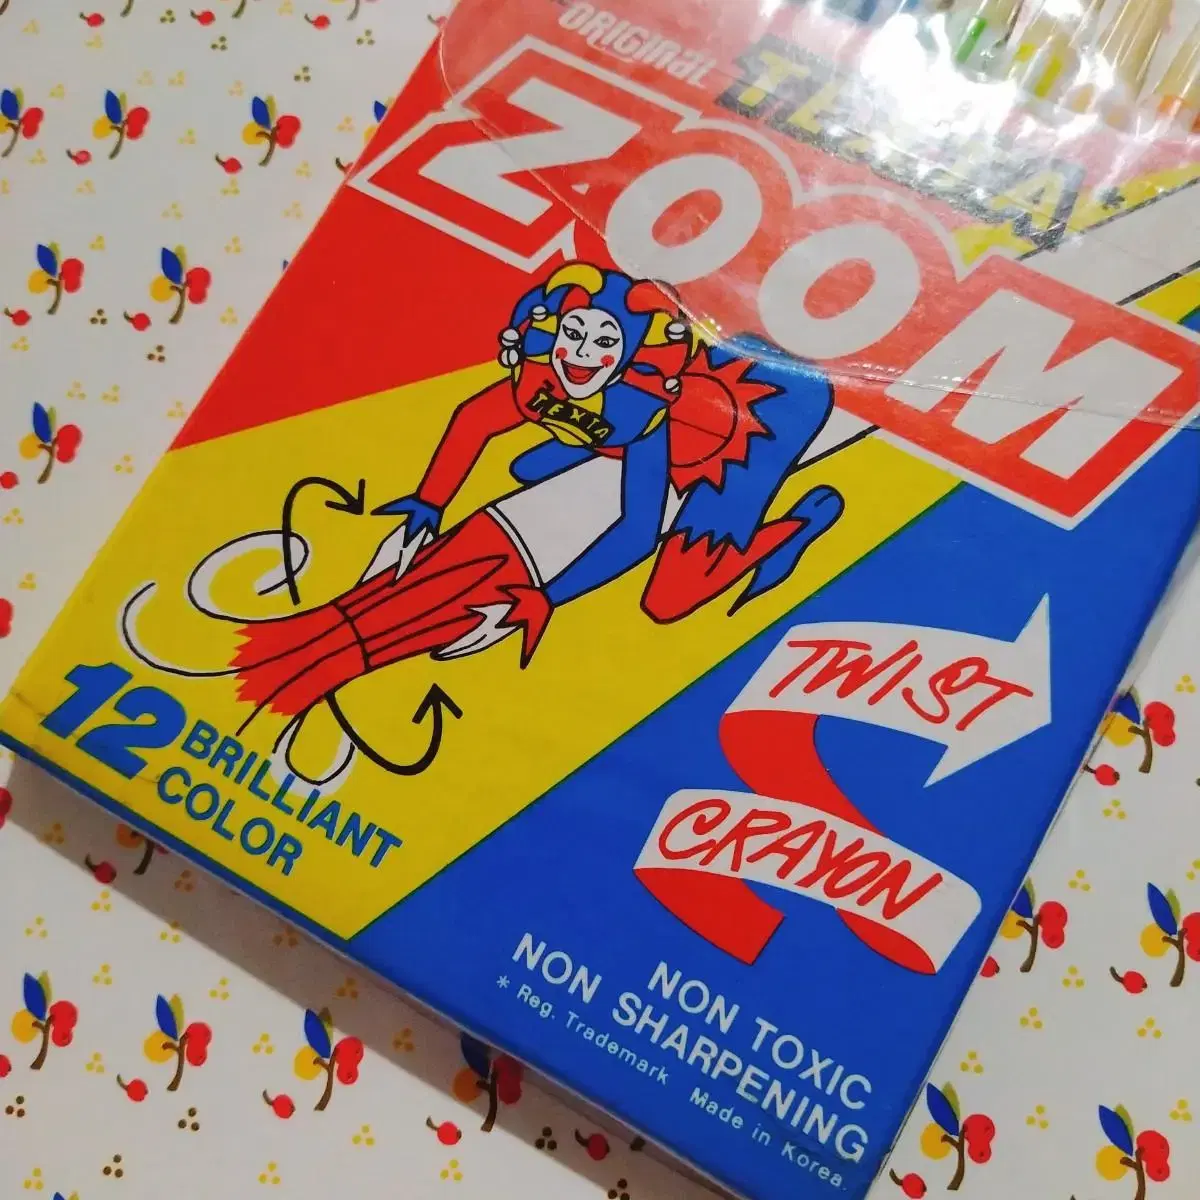 ORIGINAL
TEXTA*
ZOOM
TEXTA
TWIST
CRAYON
12 BRILLIANT
COLOR
NON TOXIC
NON SHARPENING
* Reg. Trademark Made in Korea